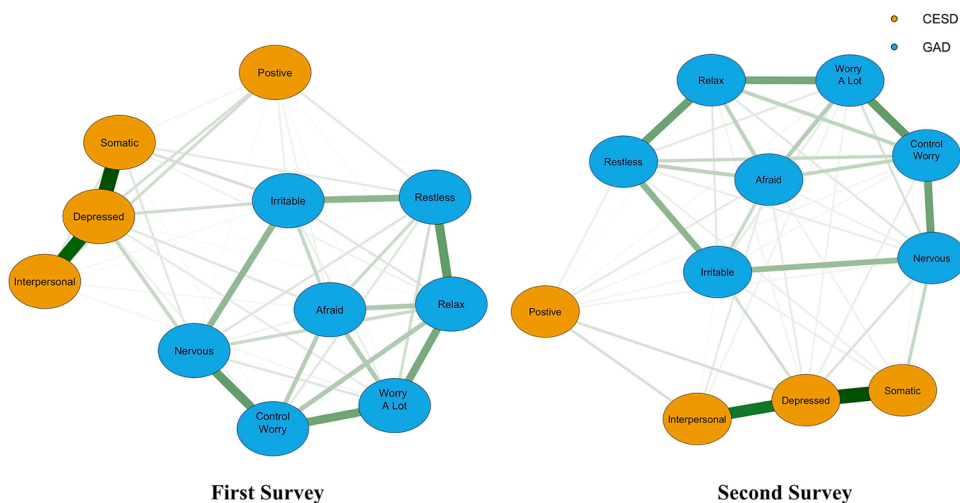 CESD
GAD
Postive
Somatic
Depressed
Interpersonal
Irritable
Restless
Afraid
Relax
Nervous
Worry
A Lot
Control
Worry
First Survey
Relax
Worry
A Lot
Control
Worry
Restless
Afraid
Nervous
Irritable
Postive
Somatic
Depressed
Interpersonal
Second Survey